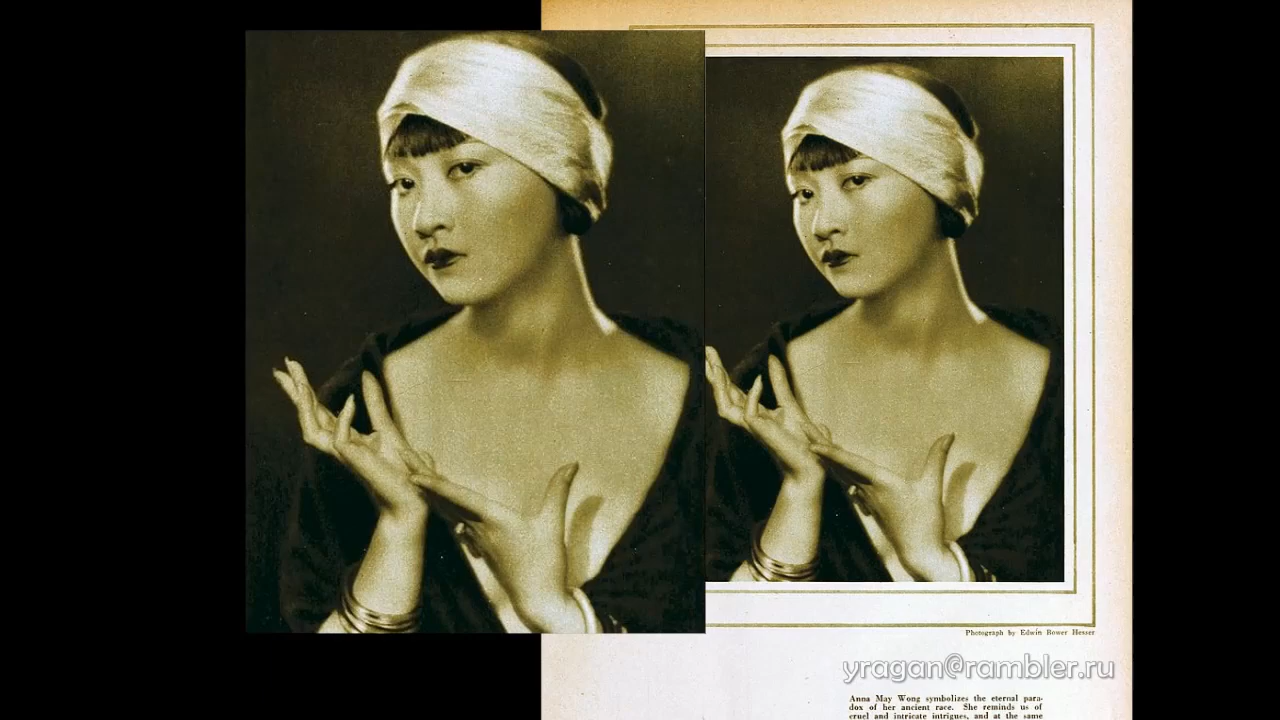 Photograph by Edwin Bower Hesser
yragan@rambler.ru
Anna May Wong symbolizes the eternal para-
dox of her ancient race. She reminds us of
cruel and intricate intrigues, and at the same